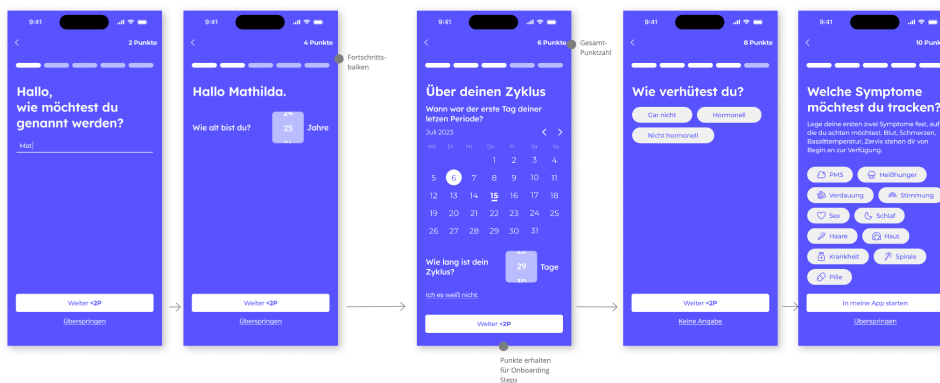 9:41
2 Punkte
Hallo,
wie möchtest du
genannt werden?
Mat
Weiter +2P
Überspringen
9:41
4 Punkte
Fortschritts-
balken
Hallo Mathilda.
Wie alt bist du?
24
25
Jahre
Weiter +2P
Überspringen
9:41
6 Punkte
Gesamt-
Punktzahl
Über deinen Zyklus
Wann war der erste Tag deiner
letzen Periode?
Juli 2023
Mo Di Mi Do Fr Sa So
1 2 3 4
5 6 7 8 9 10 11
12 13 14 15 16 17 18
19 20 21 22 23 24 25
26 27 28 29 30 31
Wie lang ist dein
Zyklus?
28
29
30
Tage
Ich es weiß nicht
Weiter +2P
Punkte erhalten
für Onboarding
Steps
9:41
8 Punkte
Wie verhütest du?
Gar nicht
Hormonell
Nicht hormonell
Weiter +2P
Keine Angabe
9:41
10 Punk
Welche Symptome
möchtest du tracken?
Lege deine ersten zwei Symptome fest, auf
die du achten möchtest. Blut, Schmerzen,
Basalttemperatur, Zervix stehen dir von
Begin an zur Verfügung.
PMS
Heißhunger
Verdauung
Stimmung
Sex
Schlaf
Haare
Haut
Krankheit
Spirale
Pille
In meine App starten
Überspringen